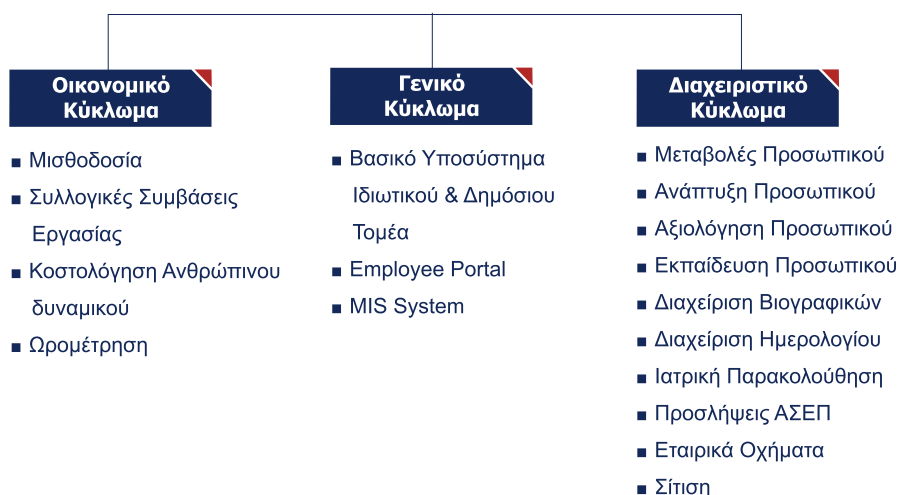 Οικονομικό
Κύκλωμα
Μισθοδοσία
Συλλογικές Συμβάσεις
Εργασίας
Κοστολόγηση Ανθρώπινου
δυναμικού
Ωρομέτρηση
Γενικό
Κύκλωμα
Βασικό Υποσύστημα
Ιδιωτικού & Δημόσιου
Τομέα
Employee Portal
MIS System
Διαχειριστικό
Κύκλωμα
Μεταβολές Προσωπικού
Ανάπτυξη Προσωπικού
Αξιολόγηση Προσωπικού
Εκπαίδευση Προσωπικού
Διαχείριση Βιογραφικών
Διαχείριση Ημερολογίου
Ιατρική Παρακολούθηση
Προσλήψεις ΑΣΕΠ
Εταιρικά Οχήματα
Σίτιση